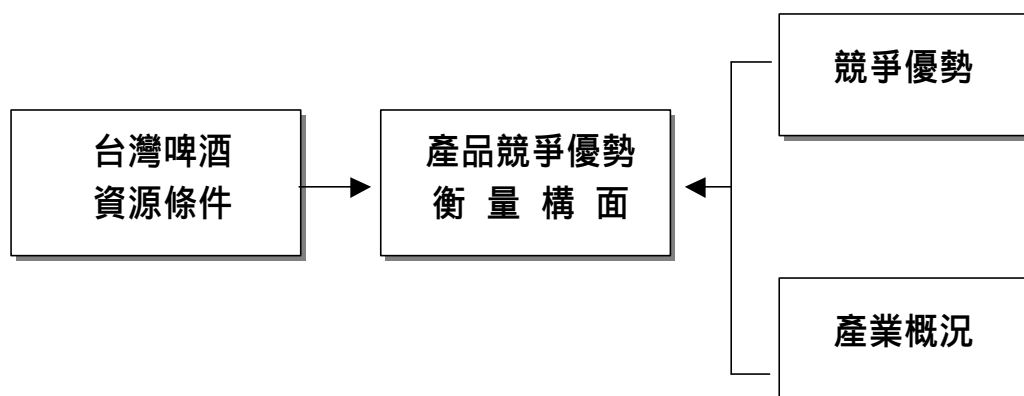 台灣啤酒
資源條件
產品競爭優勢
衡 量 構 面
競爭優勢
產業概況